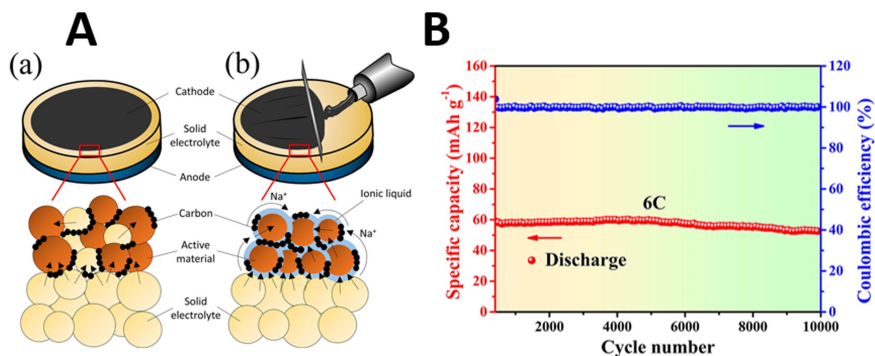 A
(a)
(b)
Cathode
Solid
electrolyte
Anode
Na⁺
Ionic liquid
Na⁺
Carbon
Active
material
Solid
electrolyte
B
Specific capacity (mAh g⁻¹)
160
140
120
100
80
60
40
20
0
6C
Discharge
2000
4000
6000
8000
10000
Cycle number
120
100
80
60
40
20
0
Coulombic efficiency (%)